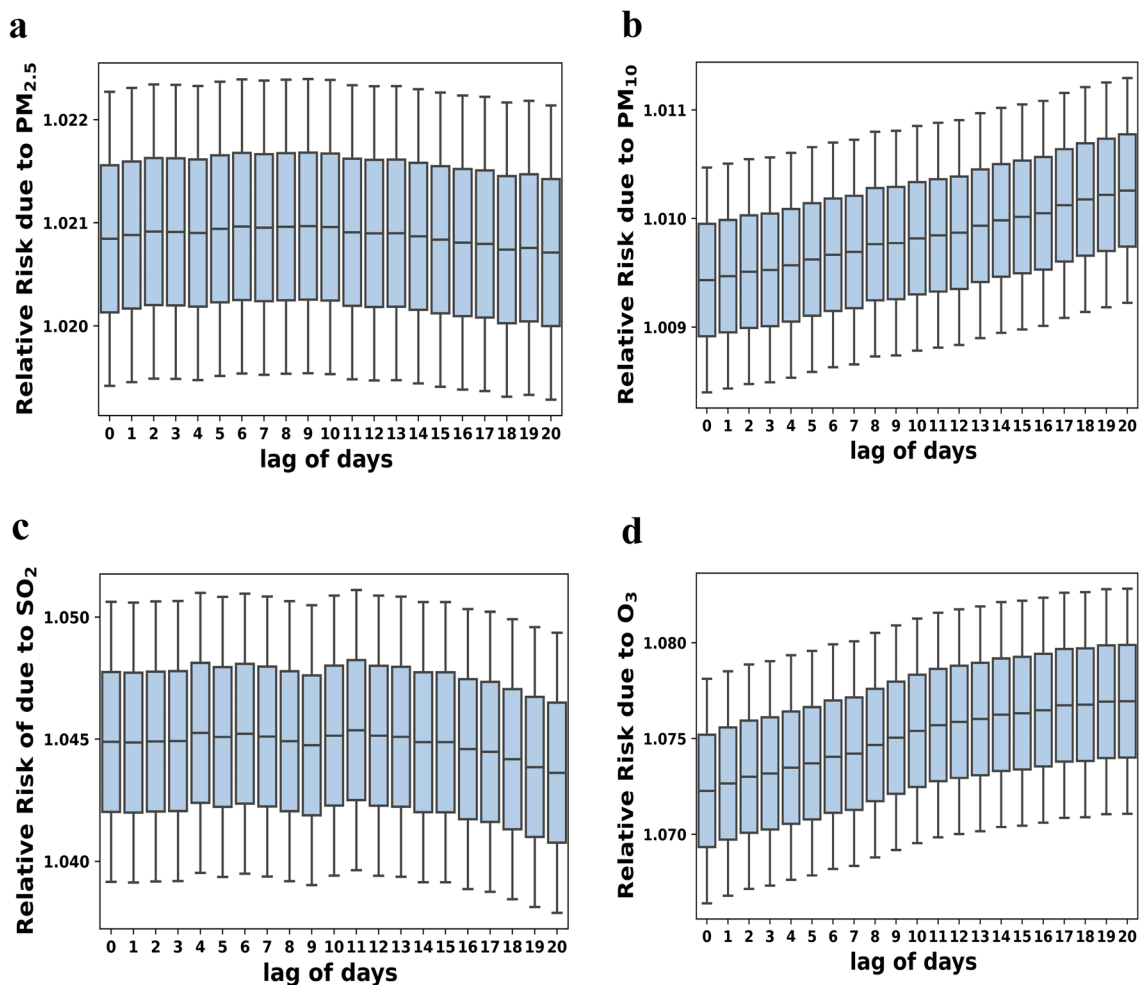 a
Relative Risk due to PM2.5
1.022
1.021
1.020
0 1 2 3 4 5 6 7 8 9 10 11 12 13 14 15 16 17 18 19 20
lag of days
b
Relative Risk due to PM10
1.011
1.010
1.009
0 1 2 3 4 5 6 7 8 9 10 11 12 13 14 15 16 17 18 19 20
lag of days
c
Relative Risk of due to SO2
1.050
1.045
1.040
0 1 2 3 4 5 6 7 8 9 10 11 12 13 14 15 16 17 18 19 20
lag of days
d
Relative Risk due to O3
1.080
1.075
1.070
0 1 2 3 4 5 6 7 8 9 10 11 12 13 14 15 16 17 18 19 20
lag of days